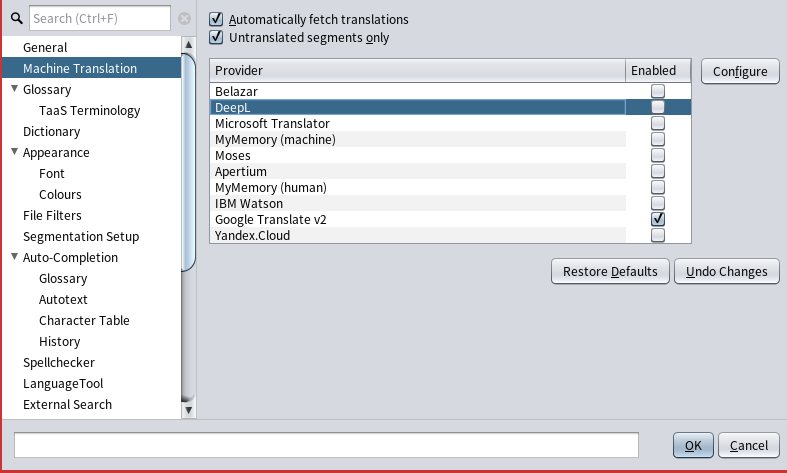 Search (Ctrl+F)
General
Machine Translation
Glossary
TaaS Terminology
Dictionary
Appearance
Font
Colours
File Filters
Segmentation Setup
Auto-Completion
Glossary
Autotext
Character Table
History
Spellchecker
LanguageTool
External Search
Automatically fetch translations
Untranslated segments only
Provider Enabled
Configure
Belazar
DeepL
Microsoft Translator
MyMemory (machine)
Moses
Apertium
MyMemory (human)
IBM Watson
Google Translate v2
Yandex.Cloud
Restore Defaults Undo Changes
OK Cancel